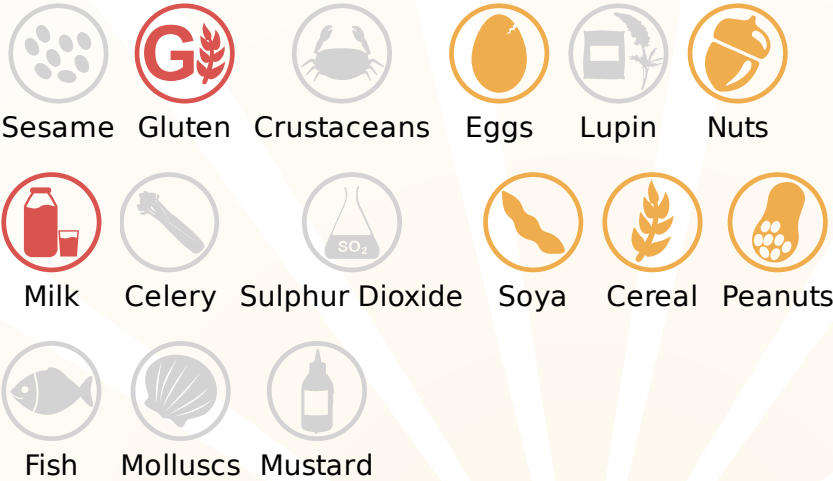 G
Sesame Gluten Crustaceans Eggs Lupin Nuts
SO₂
Milk Celery Sulphur Dioxide Soya Cereal Peanuts
Fish Molluscs Mustard